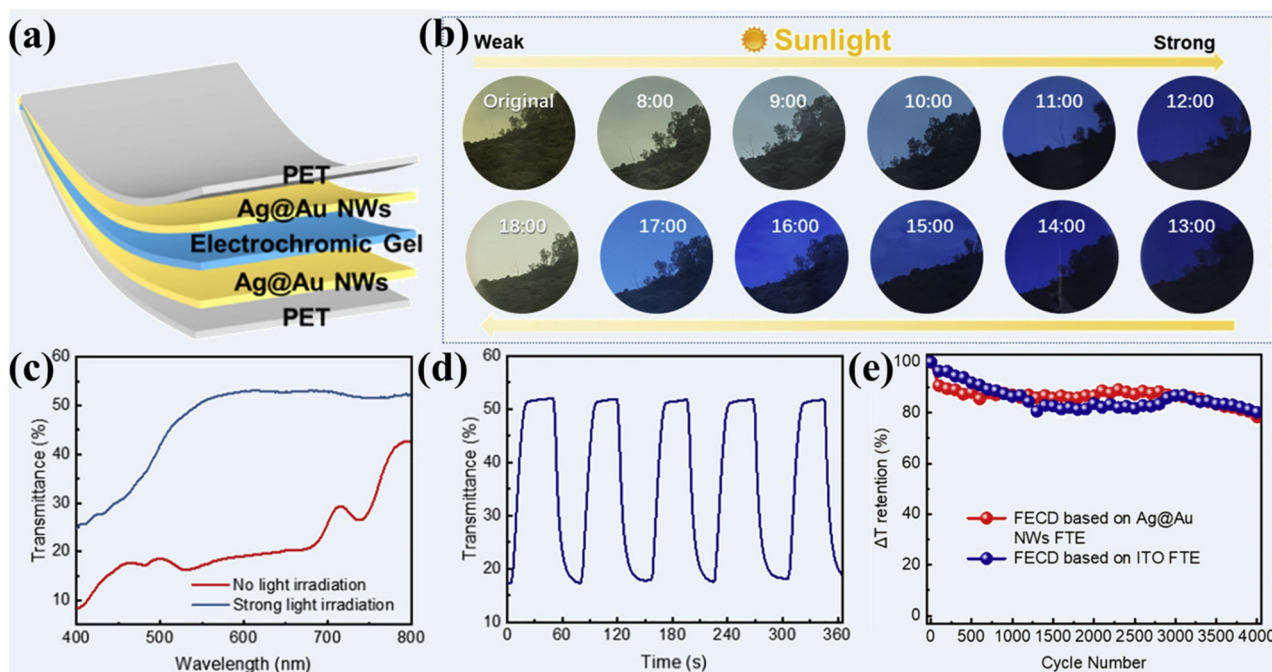 (a)
PET
Ag@Au NWs
Electrochromic Gel
Ag@Au NWs
PET
(b)
Weak
Sunlight
Strong
Original
8:00
9:00
10:00
11:00
12:00
18:00
17:00
16:00
15:00
14:00
13:00
(c)
Transmittance (%)
60
50
40
30
20
10
No light irradiation
Strong light irradiation
400
500
600
700
800
Wavelength (nm)
(d)
Transmittance (%)
60
50
40
30
20
10
0
60
120
180
240
300
360
Time (s)
(e)
ΔT retention (%)
100
80
60
40
20
0
FECD based on Ag@Au
NWs FTE
FECD based on ITO FTE
0
500
1000
1500
2000
2500
3000
3500
4000
Cycle Number